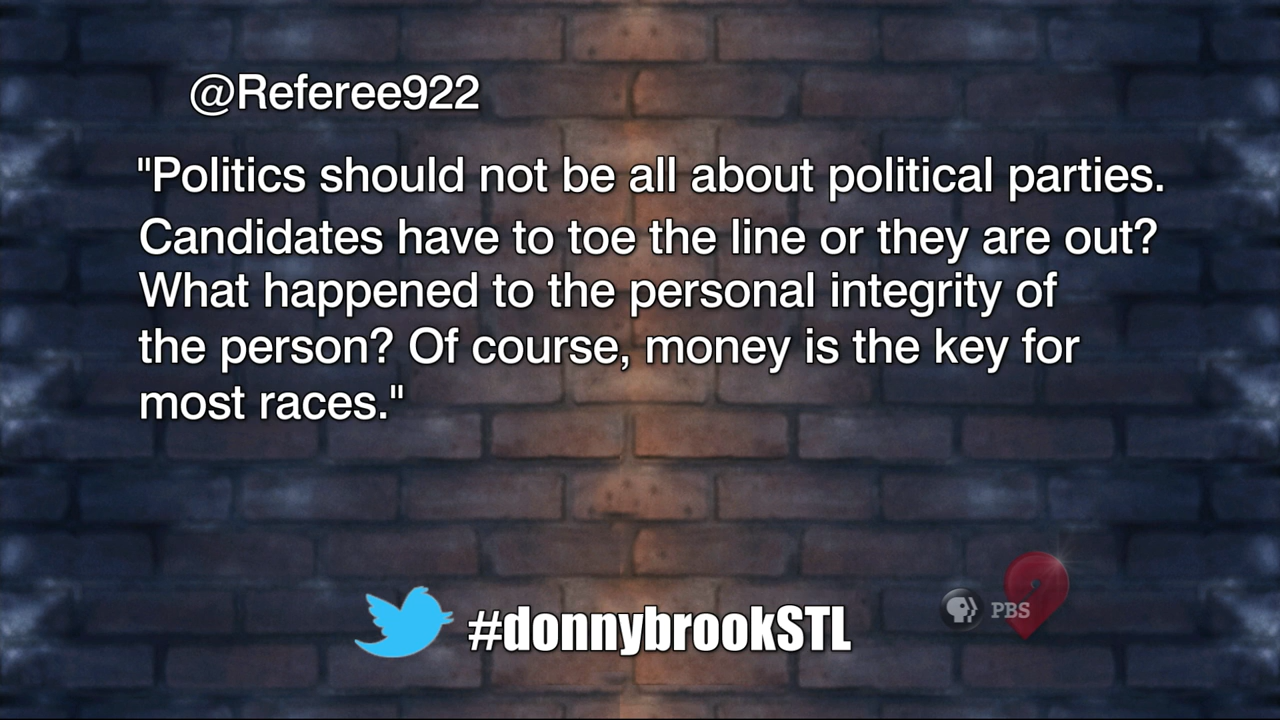 @Referee922
"Politics should not be all about political parties.
Candidates have to toe the line or they are out?
What happened to the personal integrity of
the person? Of course, money is the key for
most races."
#donnybrookSTL
PBS
9